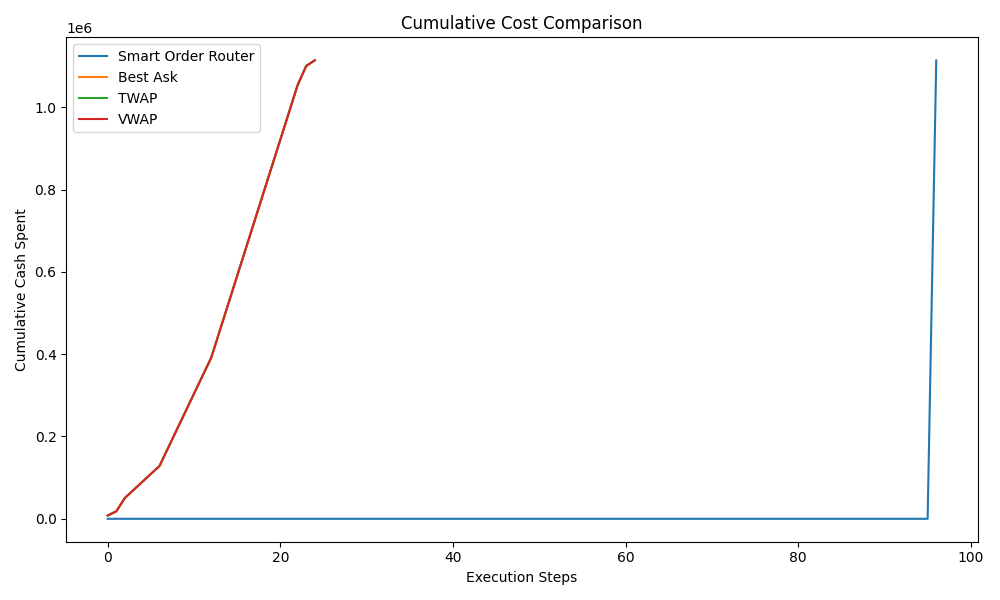 Cumulative Cost Comparison
1e6
Smart Order Router
Best Ask
TWAP
VWAP
Cumulative Cash Spent
1.0
0.8
0.6
0.4
0.2
0.0
0 20 40 60 80 100
Execution Steps